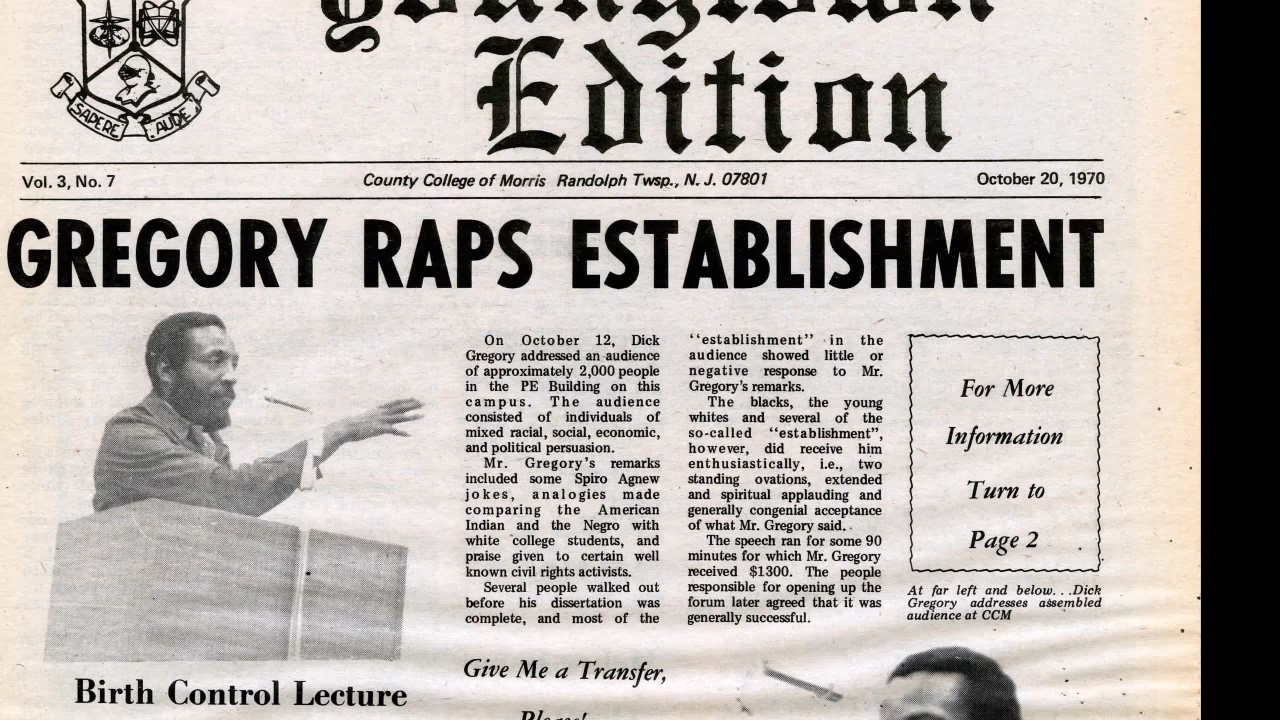 Youngtown
Edition
SAPERE AUDE
Vol. 3, No. 7
County College of Morris Randolph Twsp., N. J. 07801
October 20, 1970
GREGORY RAPS ESTABLISHMENT
On October 12, Dick
Gregory addressed an audience
of approximately 2,000 people
in the PE Building on this
campus. The audience
consisted of individuals of
mixed racial, social, economic,
and political persuasion.
Mr. Gregory's remarks
included some Spiro Agnew
jokes, analogies made
comparing the American
Indian and the Negro with
white college students, and
praise given to certain well
known civil rights activists.
Several people walked out
before his dissertation was
complete, and most of the
"establishment" in the
audience showed little or
negative response to Mr.
Gregory's remarks.
The blacks, the young
whites and several of the
so-called "establishment",
however, did receive him
enthusiastically, i.e., two
standing ovations, extended
and spiritual applauding and
generally congenial acceptance
of what Mr. Gregory said.
The speech ran for some 90
minutes for which Mr. Gregory
received $1300. The people
responsible for opening up the
forum later agreed that it was
generally successful.
For More
Information
Turn to
Page 2
At far left and below. . .Dick
Gregory addresses assembled
audience at CCM
Birth Control Lecture
Give Me a Transfer,
Please!